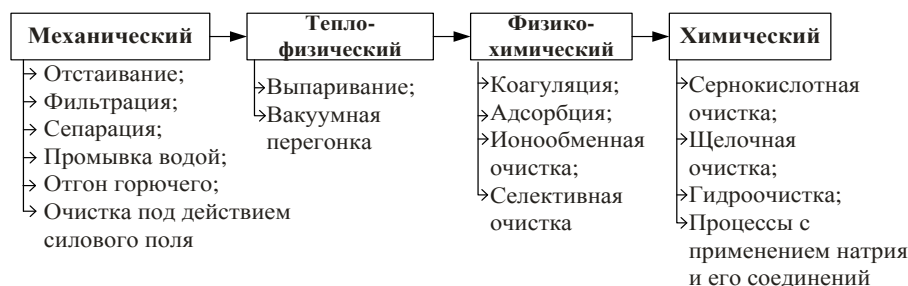 Механический
Отстаивание;
Фильтрация;
Сепарация;
Промывка водой;
Отгон горючего;
Очистка под действием
силового поля
Тепло-
физический
Выпаривание;
Вакуумная
перегонка
Физико-
химический
Коагуляция;
Адсорбция;
Ионообменная
очистка;
Селективная
очистка
Химический
Сернокислотная
очистка;
Щелочная
очистка;
Гидроочистка;
Процессы с
применением натрия
и его соединений